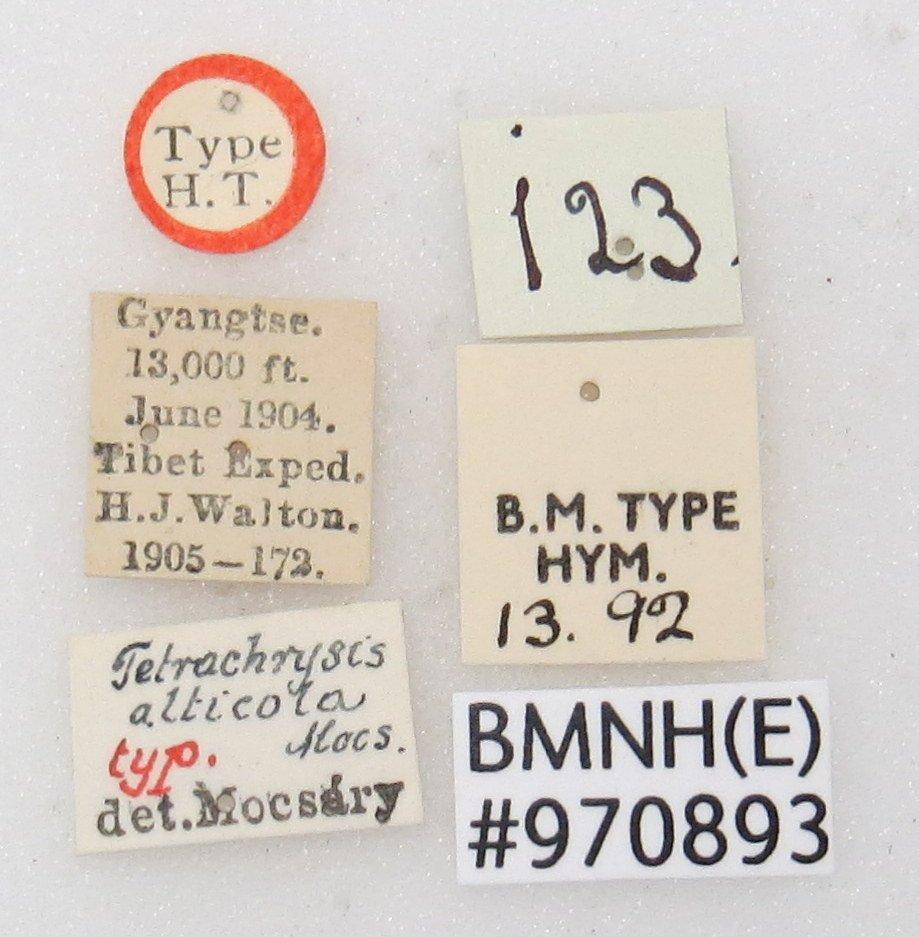 Type
H.T.
Gyangtse.
13,000 ft.
June 1904.
Tibet Exped.
H.J.Walton.
1905–172.
Tetrachrysis
alticola
typ. Mocs.
det.Mocsáry
123.
B.M. TYPE
HYM.
13. 92
BMNH(E)
#970893